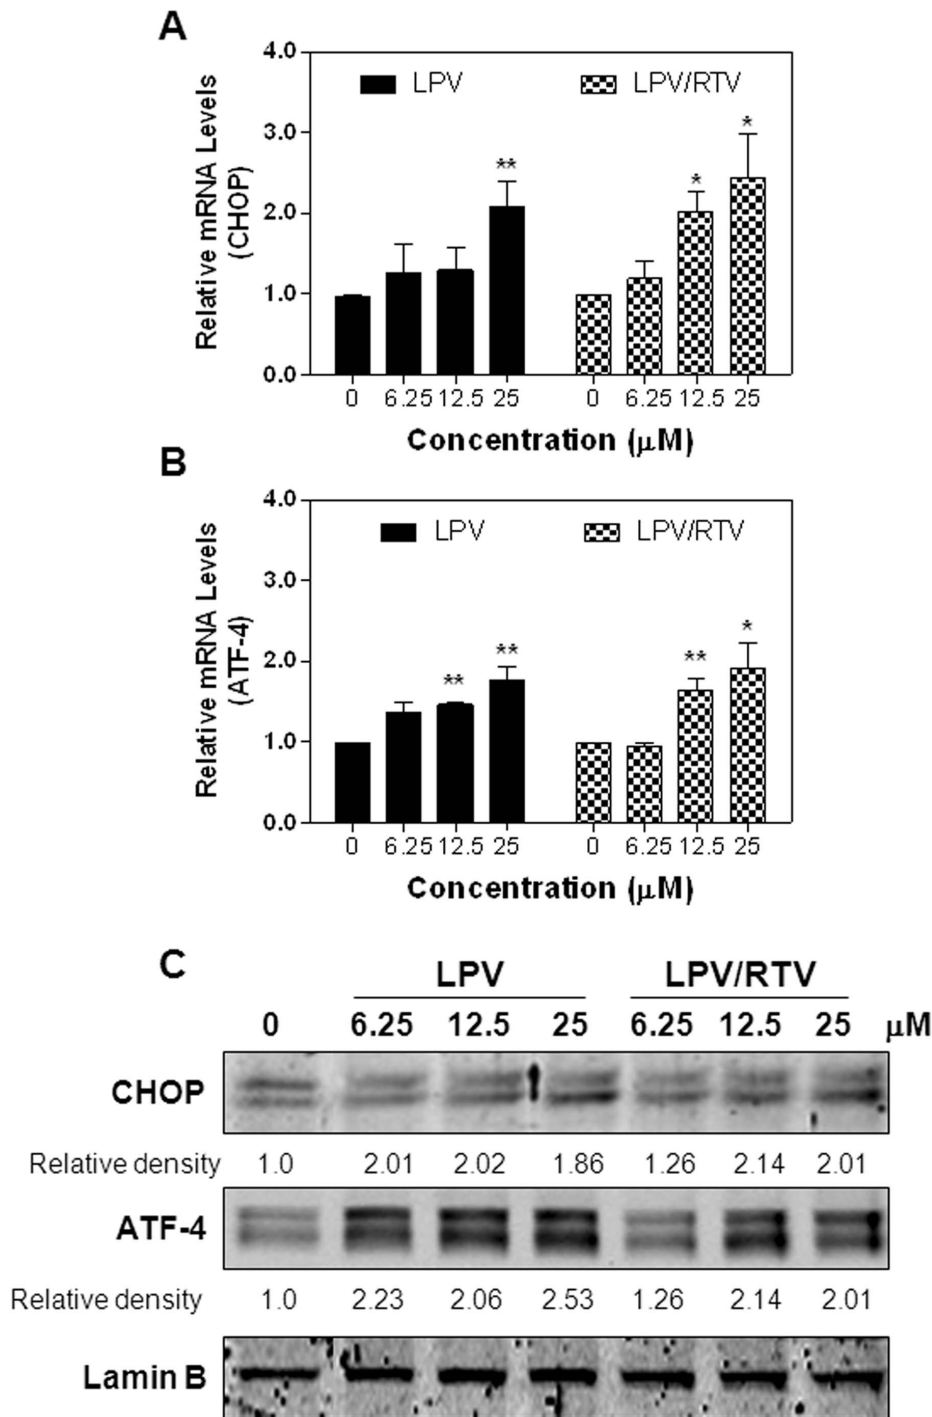 A
4.0
LPV
LPV/RTV
3.0
2.0
1.0
0.0
**
*
*
Relative mRNA Levels
(CHOP)
0 6.25 12.5 25 0 6.25 12.5 25
Concentration (μM)
B
4.0
LPV
LPV/RTV
3.0
2.0
1.0
0.0
**
**
**
*
Relative mRNA Levels
(ATF-4)
0 6.25 12.5 25 0 6.25 12.5 25
Concentration (μM)
C
LPV LPV/RTV
0 6.25 12.5 25 6.25 12.5 25 μM
CHOP
Relative density 1.0 2.01 2.02 1.86 1.26 2.14 2.01
ATF-4
Relative density 1.0 2.23 2.06 2.53 1.26 2.14 2.01
Lamin B